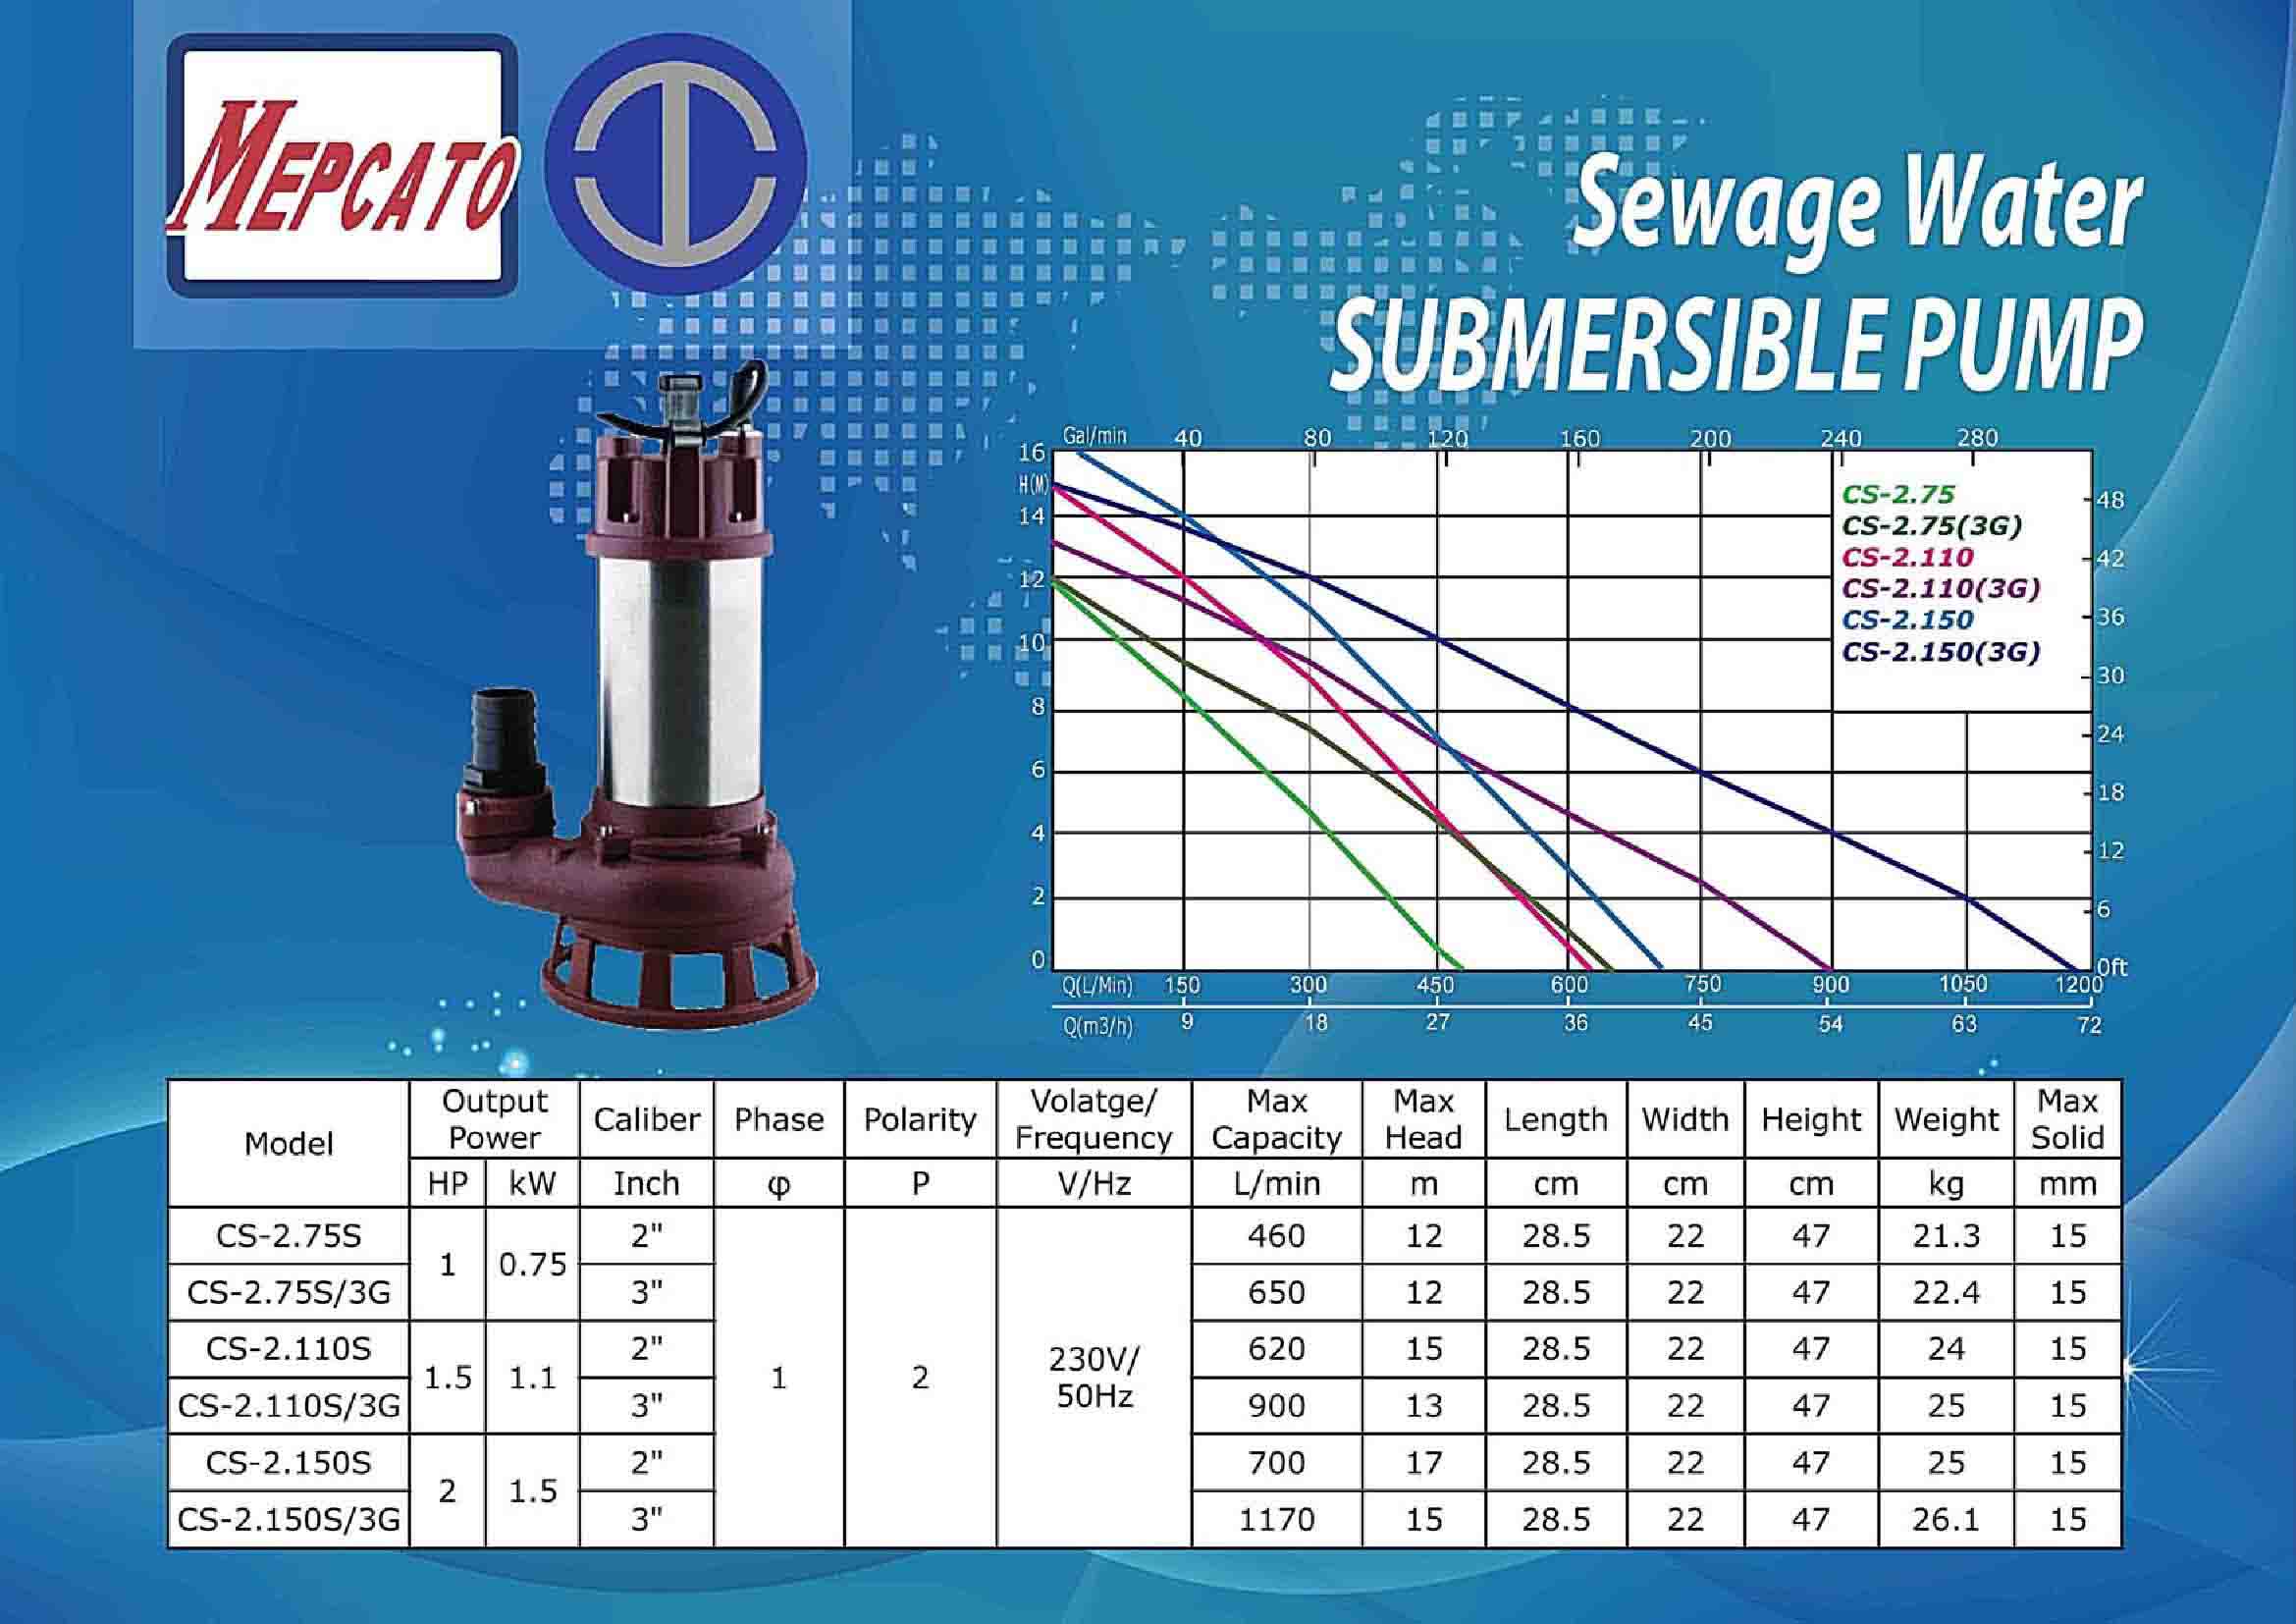 MEPCATO
Sewage Water
SUBMERSIBLE PUMP
Gal/min 40 80 120 160 200 240 280
16
H(M)
14
12
10
8
6
4
2
0
CS-2.75
CS-2.75(3G)
CS-2.110
CS-2.110(3G)
CS-2.150
CS-2.150(3G)
48
42
36
30
24
18
12
6
0ft
Q(L/Min) 150 300 450 600 750 900 1050 1200
Q(m3/h) 9 18 27 36 45 54 63 72
Model Output Power Caliber Phase Polarity Volatge/ Frequency Max Capacity Max Head Length Width Height Weight Max Solid
HP kW Inch φ P V/Hz L/min m cm cm cm kg mm
CS-2.75S 1 0.75 2" 1 2 230V/ 50Hz 460 12 28.5 22 47 21.3 15
CS-2.75S/3G 3" 650 12 28.5 22 47 22.4 15
CS-2.110S 1.5 1.1 2" 620 15 28.5 22 47 24 15
CS-2.110S/3G 3" 900 13 28.5 22 47 25 15
CS-2.150S 2 1.5 2" 700 17 28.5 22 47 25 15
CS-2.150S/3G 3" 1170 15 28.5 22 47 26.1 15